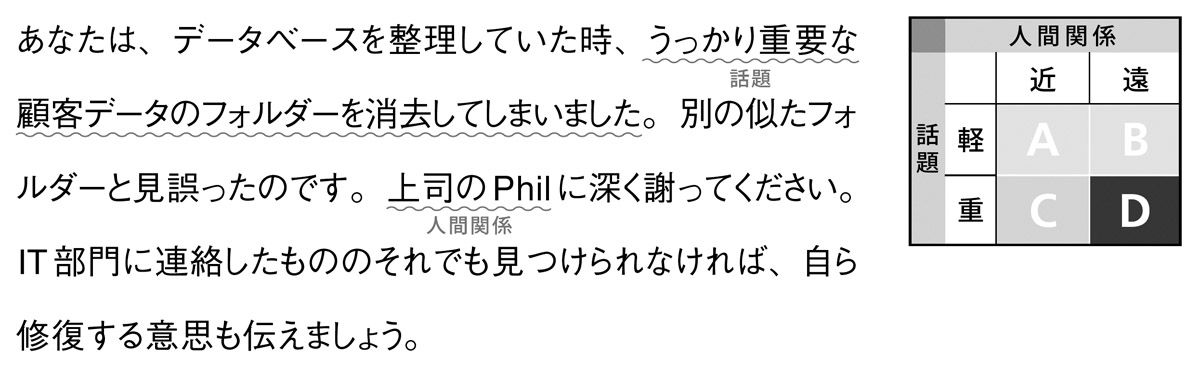 あなたは、データベースを整理していた時、うっかり重要な
話題
顧客データのフォルダーを消去してしまいました。別の似たフォ
ルダーと見誤ったのです。上司のPhilに深く謝ってください。
人間関係
IT部門に連絡したもののそれでも見つけられなければ、自ら
修復する意思も伝えましょう。
人間関係
近 遠
話題
軽 A B
重 C D